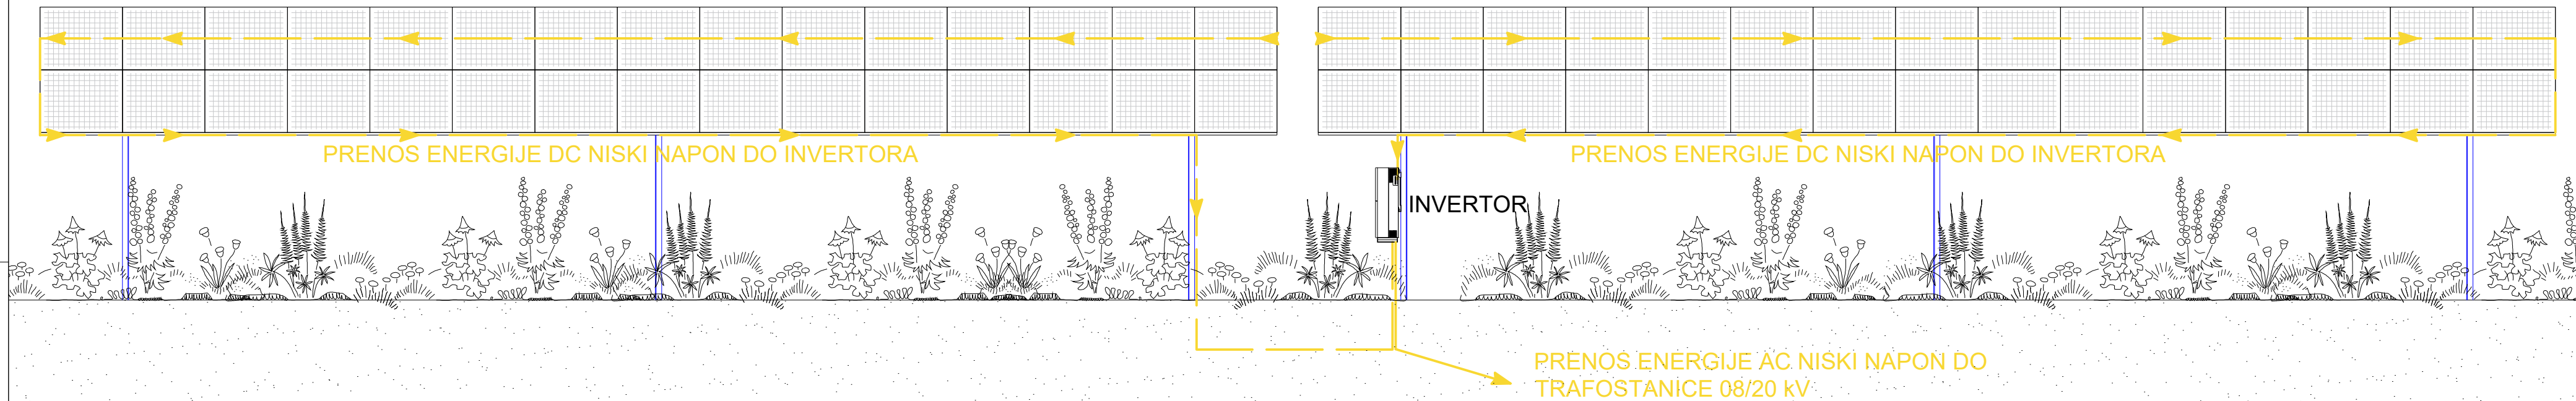 PRENOS ENERGIJE DC NISKI NAPON DO INVERTORA
PRENOS ENERGIJE DC NISKI NAPON DO INVERTORA
INVERTOR
PRENOS ENERGIJE AC NISKI NAPON DO
TRAFOSTANICE 08/20 kV